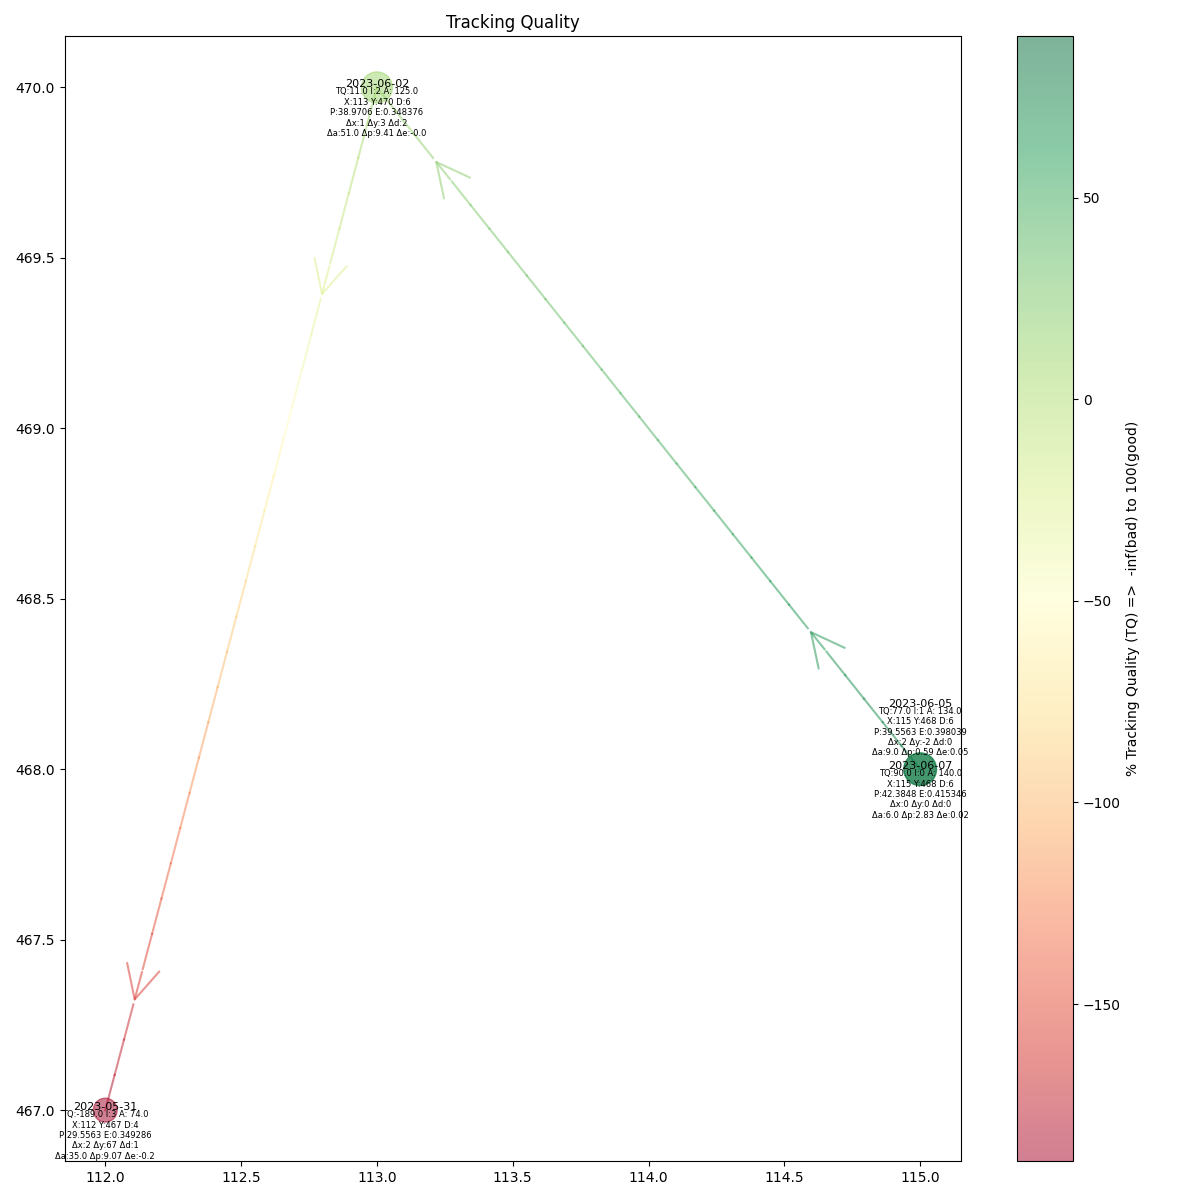 Tracking Quality
470.0
469.5
469.0
468.5
468.0
467.5
467.0
112.0 112.5 113.0 113.5 114.0 114.5 115.0
2023-06-02
TQ:11.0 I:2 A: 125.0
X:113 Y:470 D:6
P:38.9706 E:0.348376
Δx:1 Δy:3 Δd:2
Δa:51.0 Δp:9.41 Δe:-0.0
2023-06-05
TQ:77.0 I:1 A: 134.0
X:115 Y:468 D:6
P:39.5563 E:0.398039
Δx:2 Δy:-2 Δd:0
Δa:9.0 Δp:0.59 Δe:0.05
2023-06-07
TQ:90.0 I:0 A: 140.0
X:115 Y:468 D:6
P:42.3848 E:0.415346
Δx:0 Δy:0 Δd:0
Δa:6.0 Δp:2.83 Δe:0.02
2023-05-31
TQ:-189.0 I:3 A: 74.0
X:112 Y:467 D:4
P:29.5563 E:0.349286
Δx:2 Δy:67 Δd:1
Δa:35.0 Δp:9.07 Δe:-0.2
50
0
−50
−100
−150
% Tracking Quality (TQ) => -inf(bad) to 100(good)